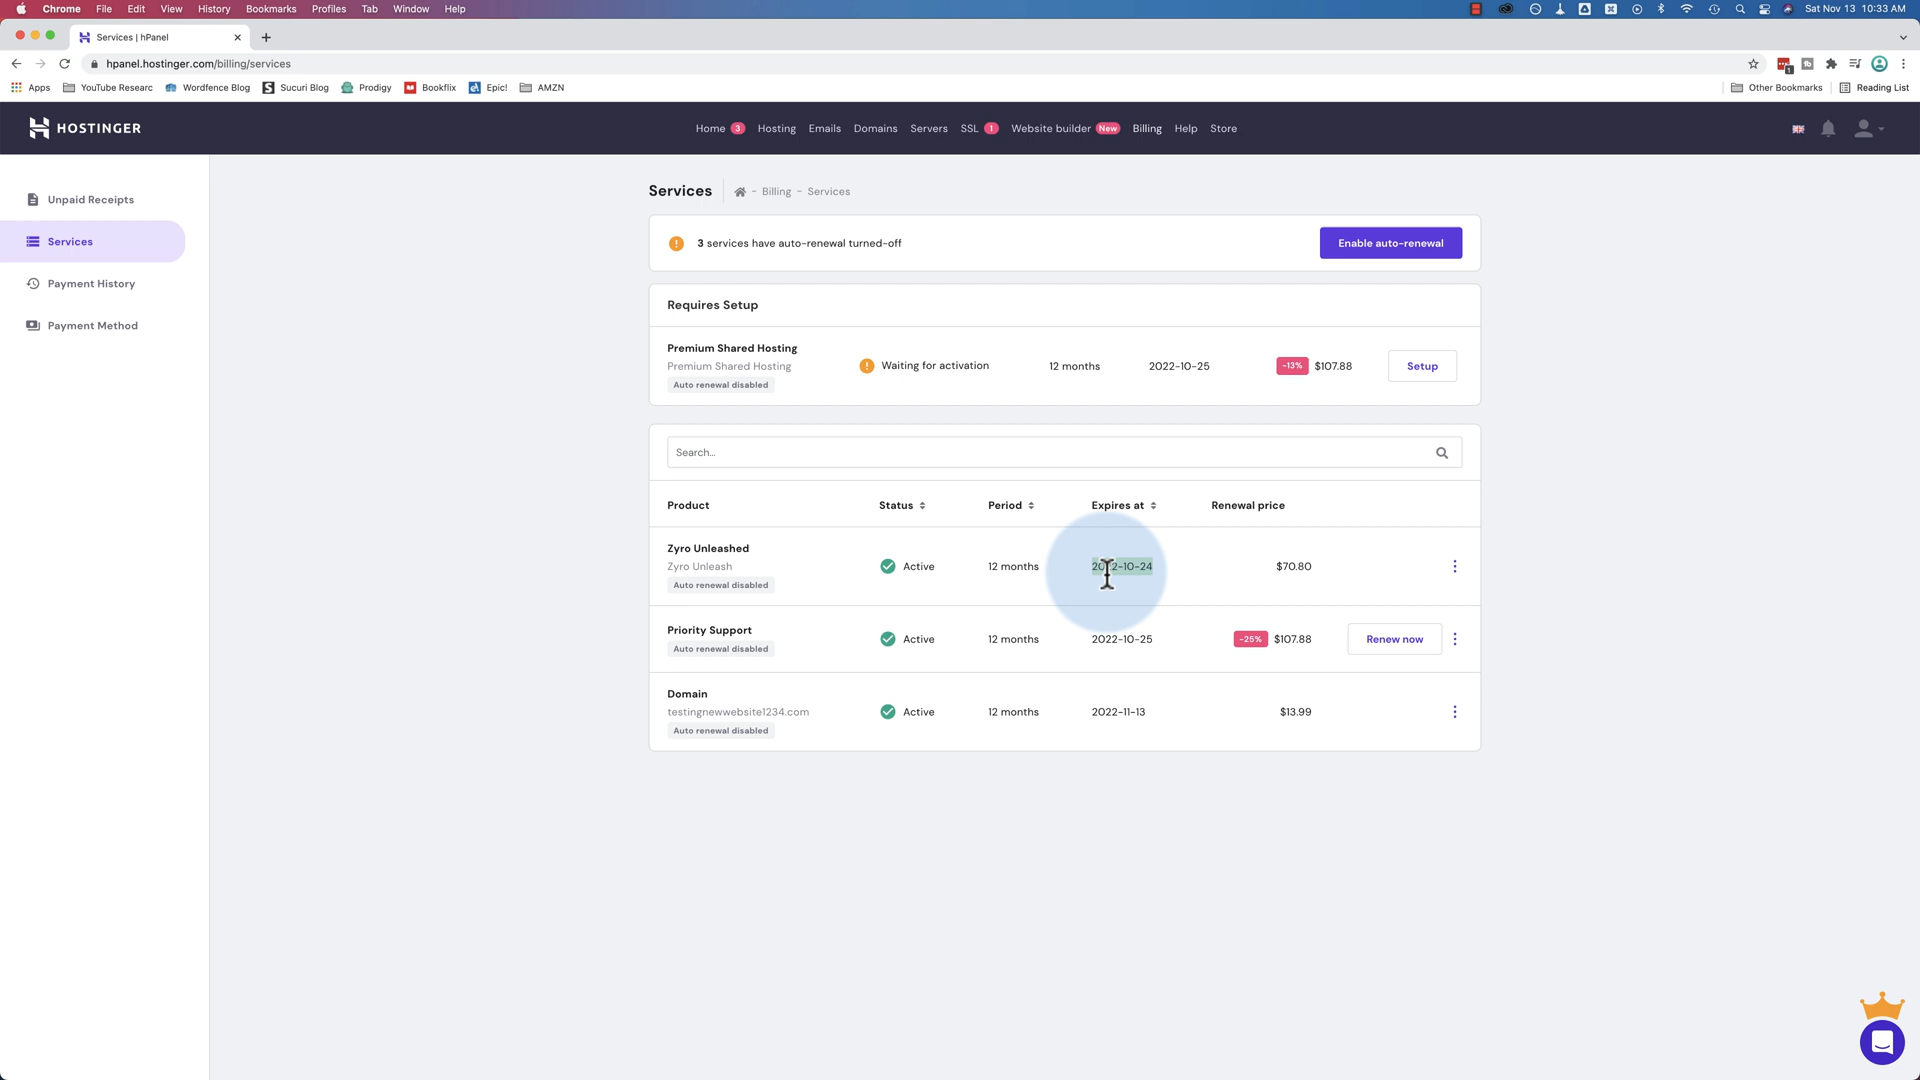 Chrome File Edit View History Bookmarks Profiles Tab Window Help Sat Nov 13 10:33 AM
Services | hPanel
hpanel.hostinger.com/billing/services
Apps YouTube Researc Wordfence Blog Sucuri Blog Prodigy Bookflix Epic! AMZN Other Bookmarks Reading List
HOSTINGER Home 3 Hosting Emails Domains Servers SSL 1 Website builder New Billing Help Store
Unpaid Receipts
Services
Payment History
Payment Method
Services - Billing - Services
3 services have auto-renewal turned-off Enable auto-renewal
Requires Setup
Premium Shared Hosting
Premium Shared Hosting Waiting for activation 12 months 2022-10-25 -13% $107.88 Setup
Auto renewal disabled
Search...
Product Status Period Expires at Renewal price
Zyro Unleashed
Zyro Unleash Active 12 months 2022-10-24 $70.80
Auto renewal disabled
Priority Support
Active 12 months 2022-10-25 -25% $107.88 Renew now
Auto renewal disabled
Domain
testingnewwebsite1234.com Active 12 months 2022-11-13 $13.99
Auto renewal disabled